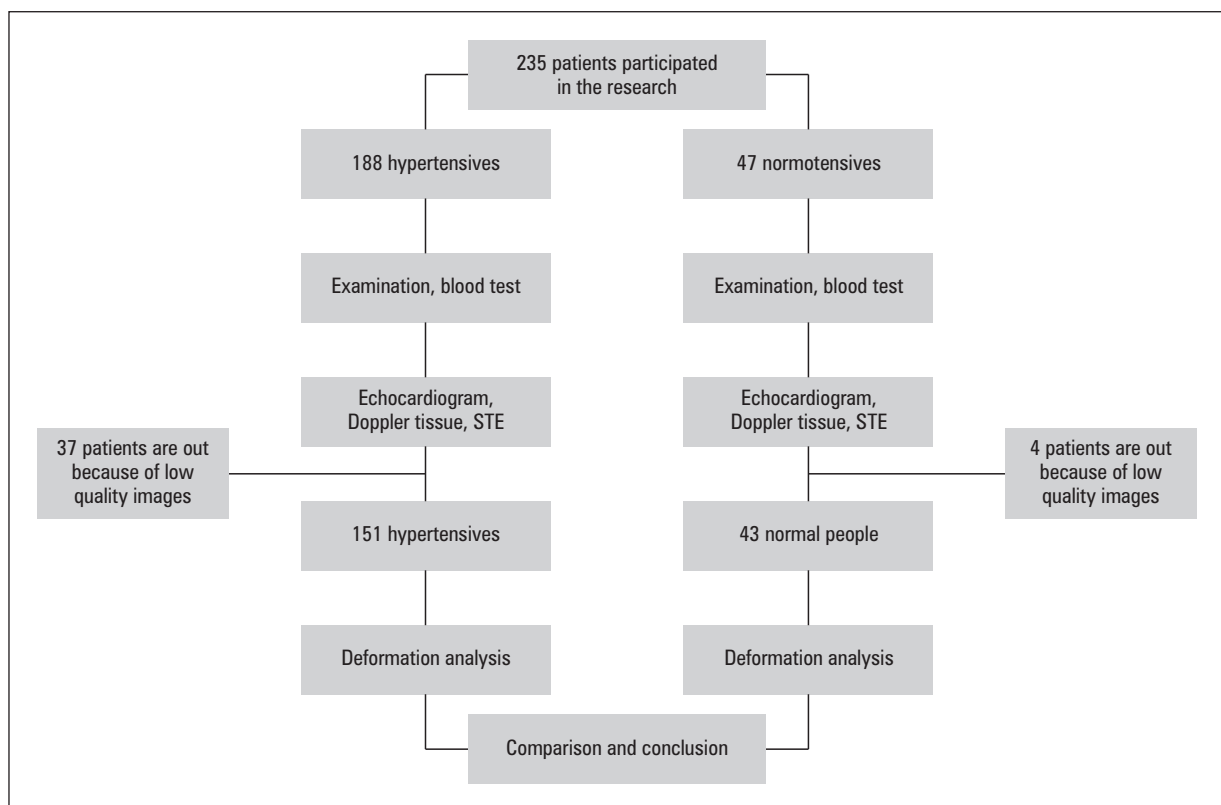 235 patients participated
in the research
188 hypertensives
47 normotensives
Examination, blood test
Examination, blood test
Echocardiogram,
Doppler tissue, STE
Echocardiogram,
Doppler tissue, STE
37 patients are out
because of low
quality images
4 patients are out
because of low
quality images
151 hypertensives
43 normal people
Deformation analysis
Deformation analysis
Comparison and conclusion